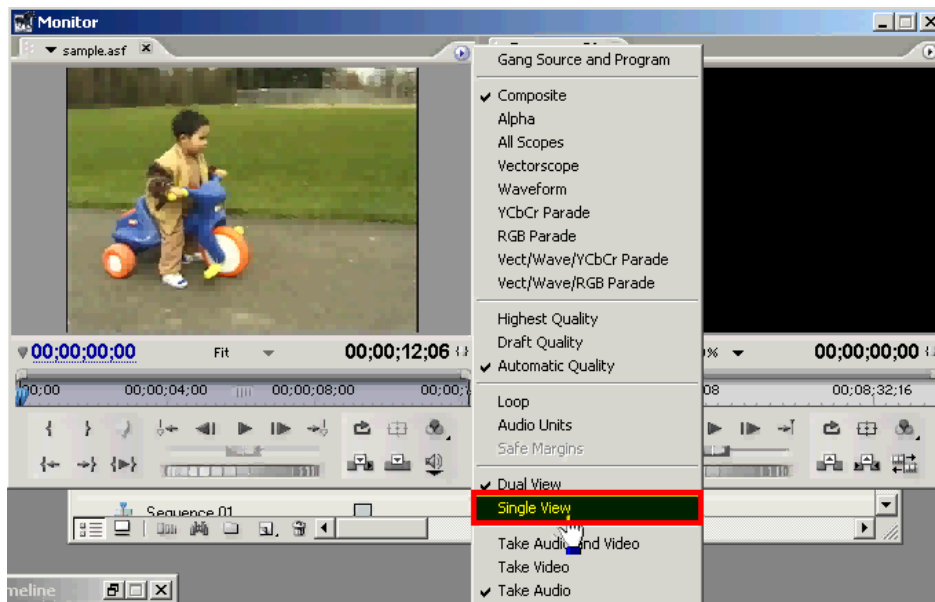 Monitor
sample.asf
Gang Source and Program
Composite
Alpha
All Scopes
Vectorscope
Waveform
YCbCr Parade
RGB Parade
Vect/Wave/YCbCr Parade
Vect/Wave/RGB Parade
Highest Quality
Draft Quality
Automatic Quality
Loop
Audio Units
Safe Margins
Dual View
Single View
Take Audio and Video
Take Video
Take Audio
00;00;00;00
Fit
00;00;12;06
% 00;00;00;00
00;00 00;00;04;00 00;00;08;00 00;00;
08 00;08;32;16
Sequence 01
meline